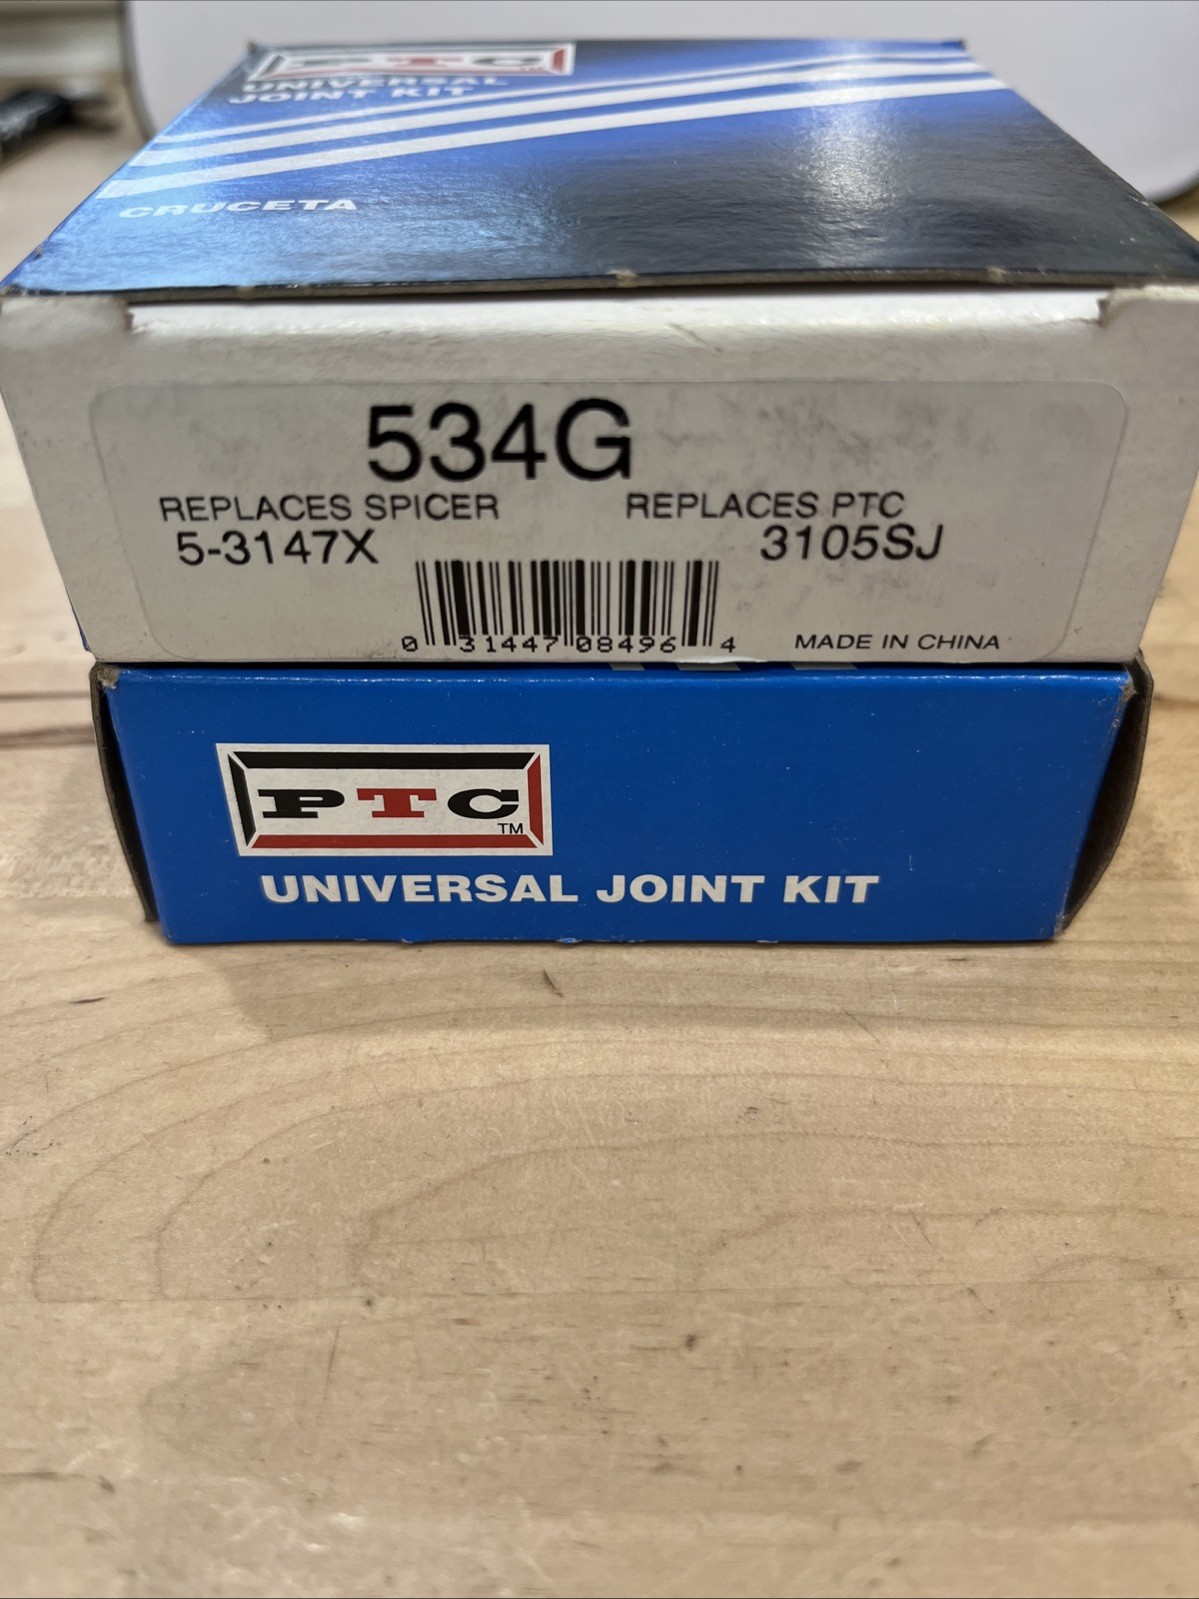 PTC
UNIVERSAL
JOINT KIT
CRUCETA
534G
REPLACES SPICER REPLACES PTC
5-3147X 3105SJ
0 31447 08496 4 MADE IN CHINA
PTC TM
UNIVERSAL JOINT KIT